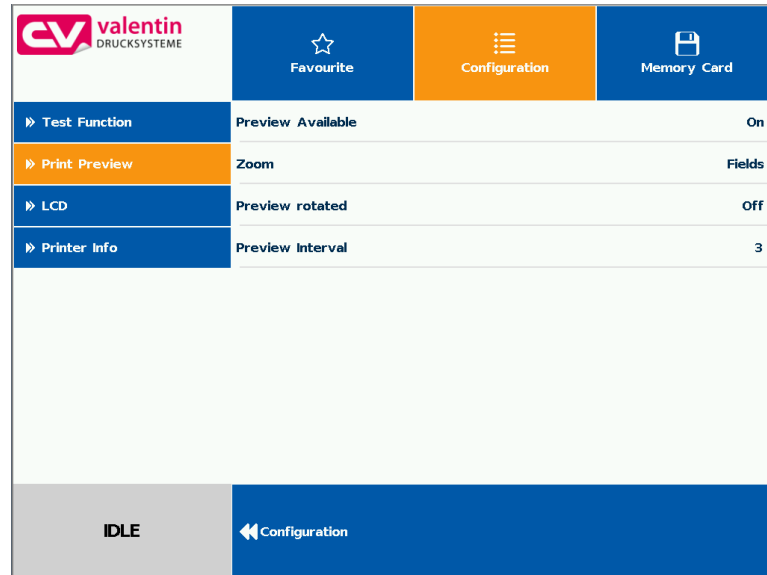 CV valentin
DRUCKSYSTEME
Favourite
Configuration
Memory Card
Test Function
Print Preview
LCD
Printer Info
Preview Available On
Zoom Fields
Preview rotated Off
Preview Interval 3
IDLE
Configuration